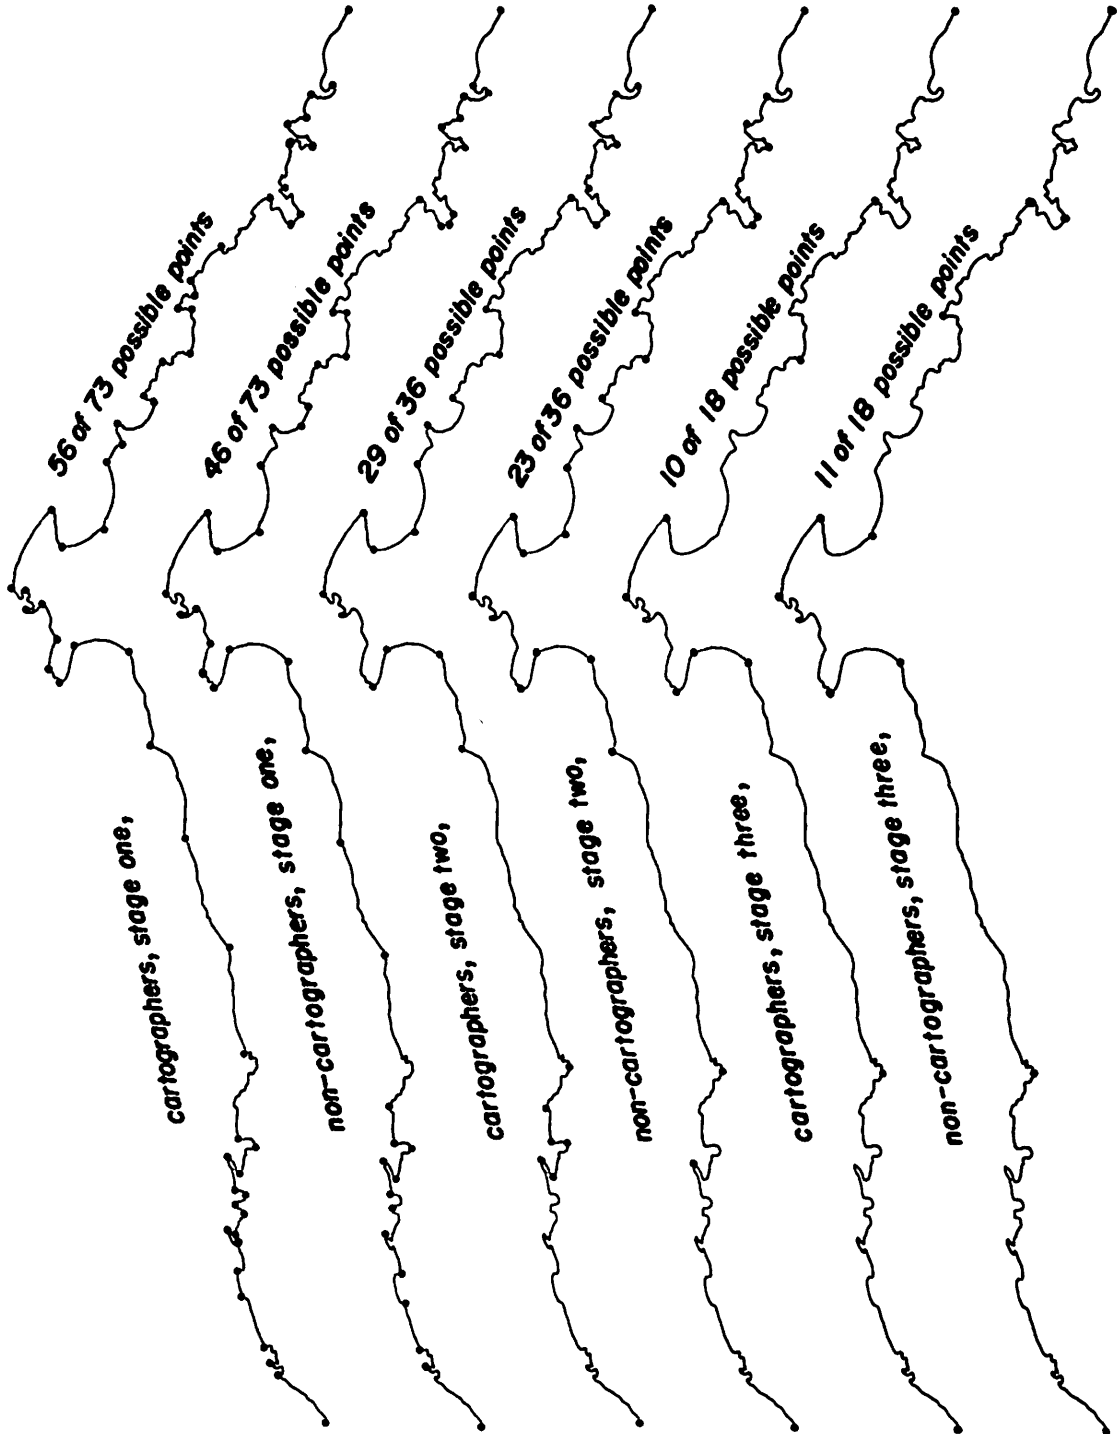 cartographers, stage one,
56 of 73 possible points
non-cartographers, stage one,
46 of 73 possible points
cartographers, stage two,
29 of 36 possible points
non-cartographers, stage two,
23 of 36 possible points
cartographers, stage three,
10 of 18 possible points
non-cartographers, stage three,
11 of 18 possible points